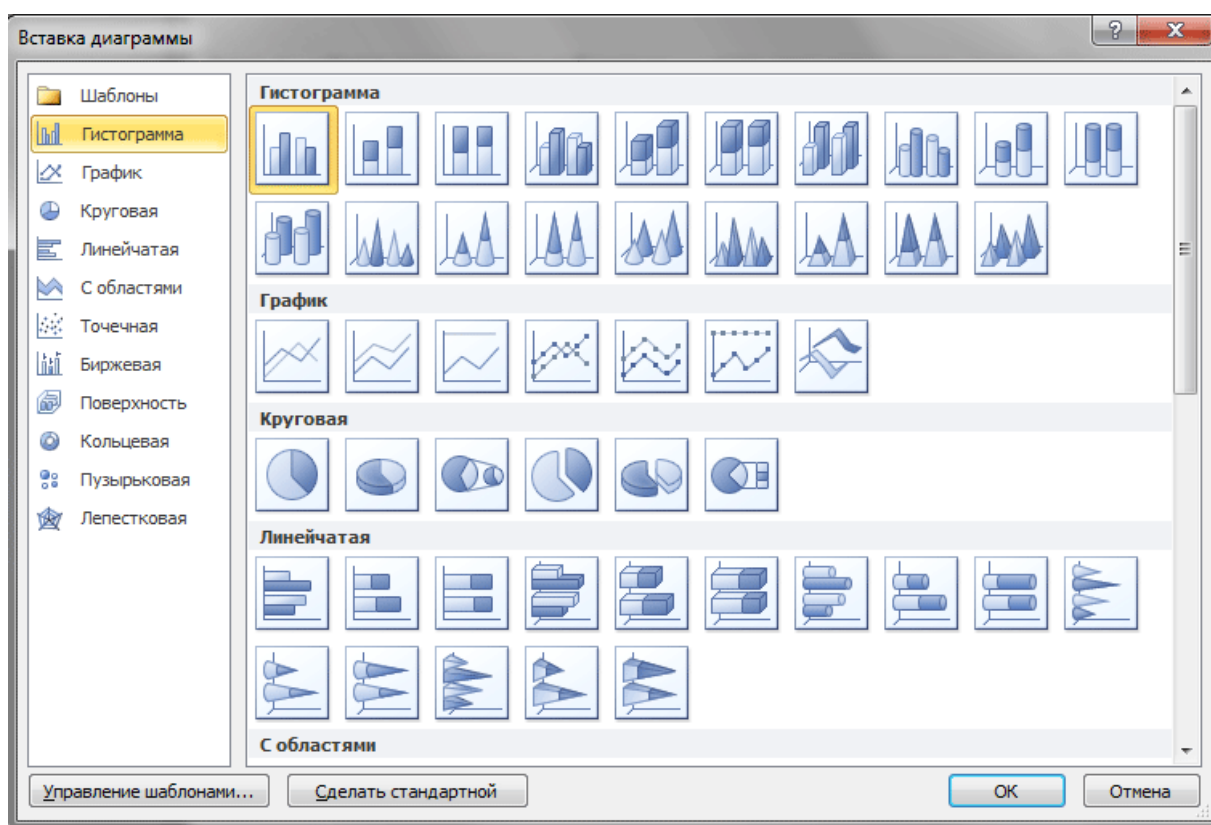 Вставка диаграммы
Шаблоны
Гистограмма
График
Круговая
Линейчатая
С областями
Точечная
Биржевая
Поверхность
Кольцевая
Пузырьковая
Лепестковая
Гистограмма
График
Круговая
Линейчатая
С областями
Управление шаблонами...
Сделать стандартной
ОК
Отмена